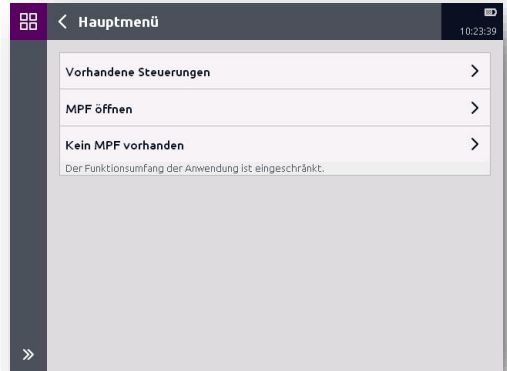 Hauptmenü
10:23:39
Vorhandene Steuerungen
MPF öffnen
Kein MPF vorhanden
Der Funktionsumfang der Anwendung ist eingeschränkt.